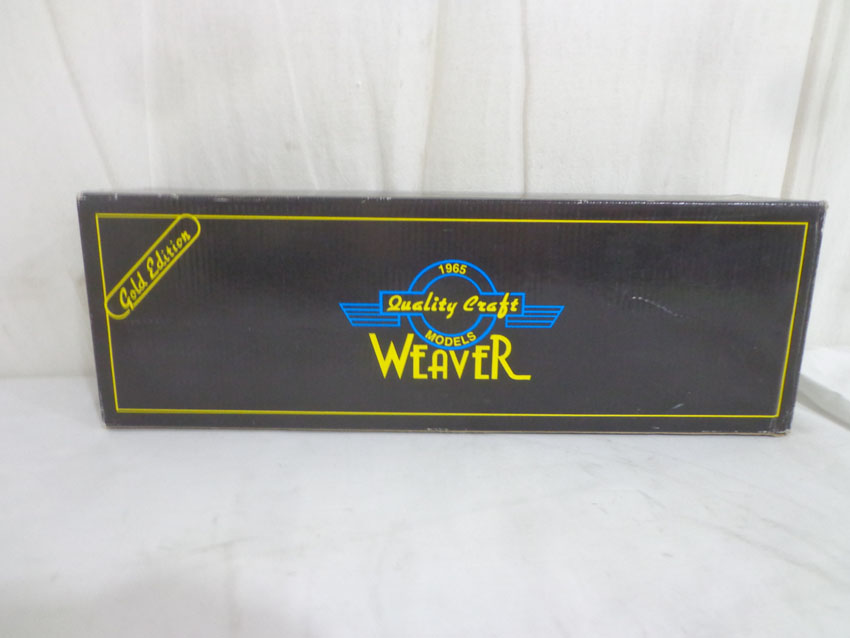 Gold Edition
1965
Quality Craft
MODELS
WEAVER